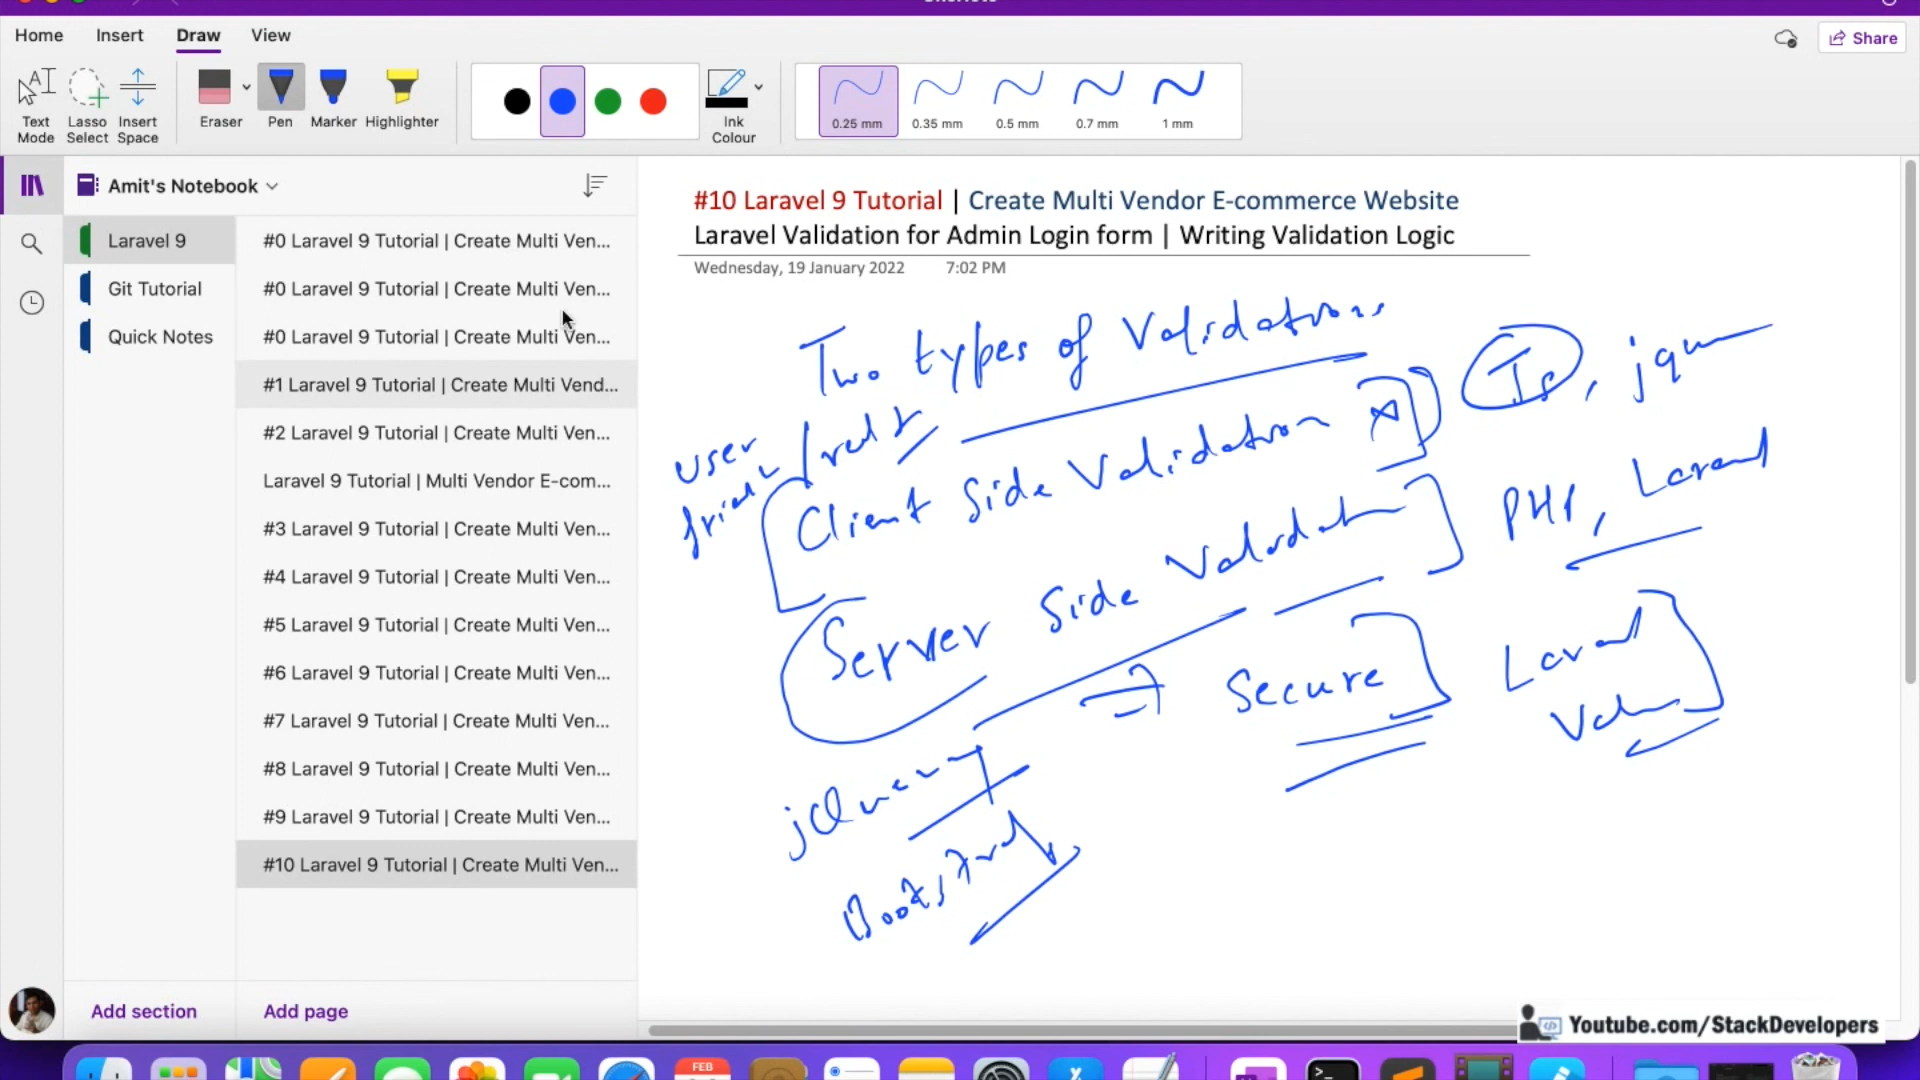 Home Insert Draw View
Share
Text Mode
Lasso Select
Insert Space
Eraser
Pen
Marker
Highlighter
Ink Colour
0.25 mm
0.35 mm
0.5 mm
0.7 mm
1 mm
Amit's Notebook
Laravel 9
Git Tutorial
Quick Notes
#0 Laravel 9 Tutorial | Create Multi Ven...
#0 Laravel 9 Tutorial | Create Multi Ven...
#0 Laravel 9 Tutorial | Create Multi Ven...
#1 Laravel 9 Tutorial | Create Multi Vend...
#2 Laravel 9 Tutorial | Create Multi Ven...
Laravel 9 Tutorial | Multi Vendor E-com...
#3 Laravel 9 Tutorial | Create Multi Ven...
#4 Laravel 9 Tutorial | Create Multi Ven...
#5 Laravel 9 Tutorial | Create Multi Ven...
#6 Laravel 9 Tutorial | Create Multi Ven...
#7 Laravel 9 Tutorial | Create Multi Ven...
#8 Laravel 9 Tutorial | Create Multi Ven...
#9 Laravel 9 Tutorial | Create Multi Ven...
#10 Laravel 9 Tutorial | Create Multi Ven...
Add section
Add page
#10 Laravel 9 Tutorial | Create Multi Vendor E-commerce Website
Laravel Validation for Admin Login form | Writing Validation Logic
Wednesday, 19 January 2022 7:02 PM
Two types of Validations
user
Client Side Validation
Js,
Server Side Validation
PHP, Laravel
Secure
Laravel
jQuery
Bootstrap
Youtube.com/StackDevelopers
FEB